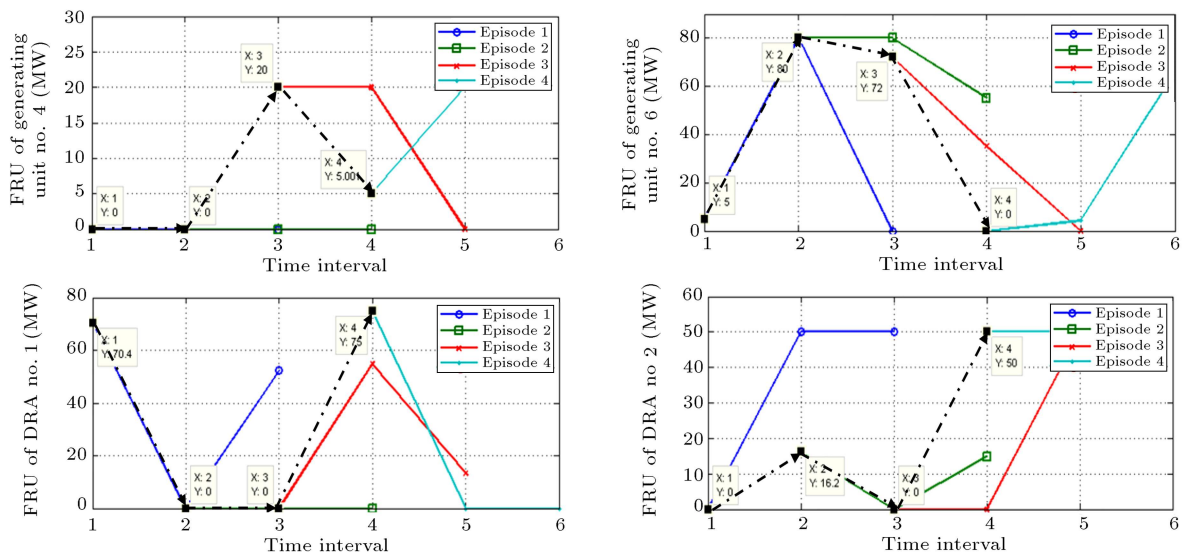 FRU of generating
unit no. 4 (MW)
30
25
20
15
10
5
0
1
2
3
4
5
6
Time interval
X: 1
Y: 0
X: 2
Y: 0
X: 3
Y: 20
X: 4
Y: 5.001
Episode 1
Episode 2
Episode 3
Episode 4
FRU of generating
unit no. 6 (MW)
80
60
40
20
0
1
2
3
4
5
6
Time interval
X: 1
Y: 5
X: 2
Y: 80
X: 3
Y: 72
X: 4
Y: 0
Episode 1
Episode 2
Episode 3
Episode 4
FRU of DRA no. 1 (MW)
80
60
40
20
0
1
2
3
4
5
6
Time interval
X: 1
Y: 70.4
X: 2
Y: 0
X: 3
Y: 0
X: 4
Y: 75
Episode 1
Episode 2
Episode 3
Episode 4
FRU of DRA no 2 (MW)
60
50
40
30
20
10
0
1
2
3
4
5
6
Time interval
X: 1
Y: 0
X: 2
Y: 16.2
X: 3
Y: 0
X: 4
Y: 50
Episode 1
Episode 2
Episode 3
Episode 4